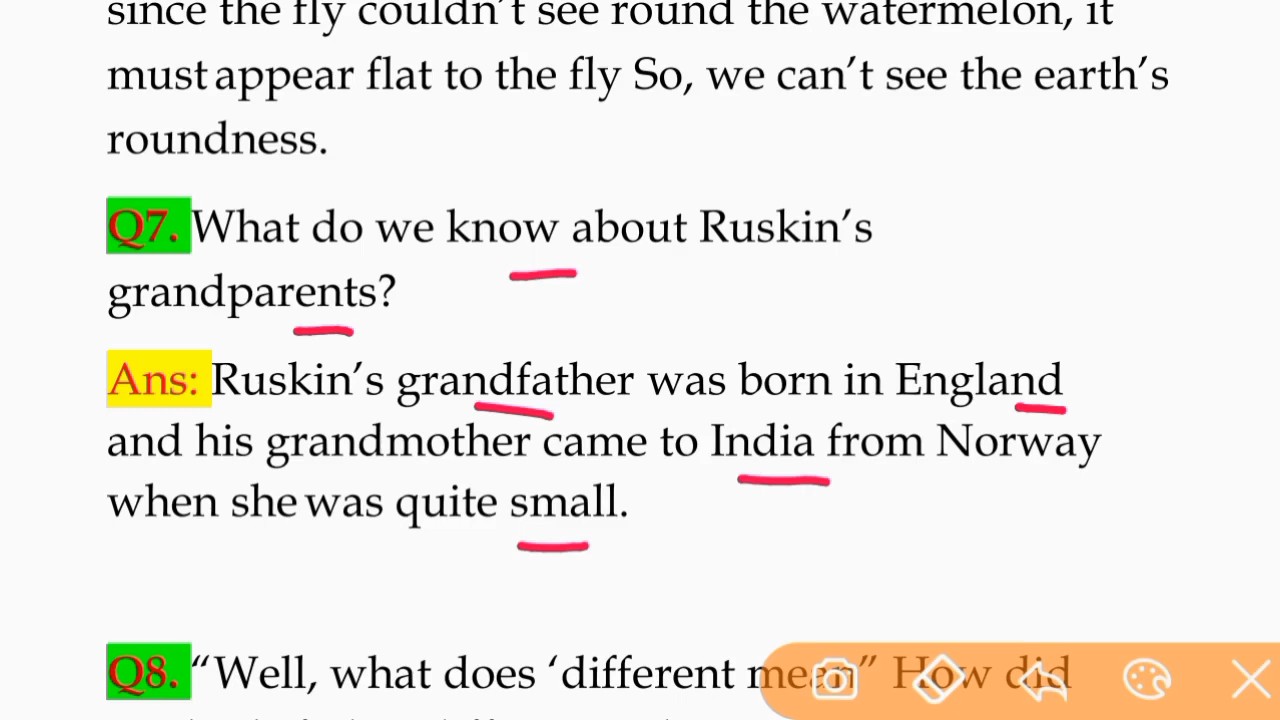 since the fly couldn't see round the watermelon, it
must appear flat to the fly So, we can't see the earth's
roundness.
Q7. What do we know about Ruskin's
grandparents?
Ans: Ruskin's grandfather was born in England
and his grandmother came to India from Norway
when she was quite small.
Q8. “Well, what does ‘different mean” How did